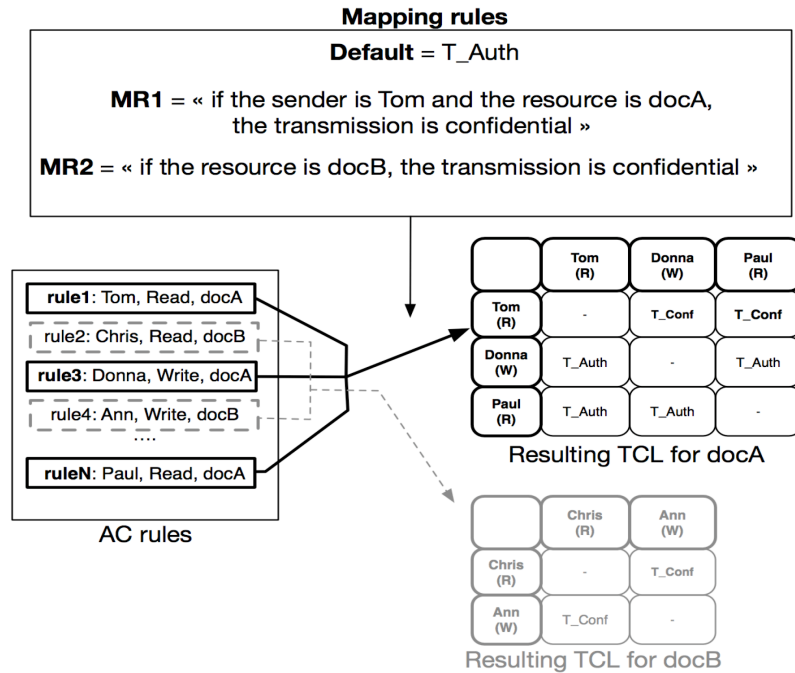 Mapping rules
Default = T_Auth
MR1 = « if the sender is Tom and the resource is docA,
the transmission is confidential »
MR2 = « if the resource is docB, the transmission is confidential »
rule1: Tom, Read, docA
rule2: Chris, Read, docB
rule3: Donna, Write, docA
rule4: Ann, Write, docB
....
ruleN: Paul, Read, docA
AC rules
Tom Donna Paul
(R) (W) (R)
Tom
(R) - T_Conf T_Conf
Donna
(W) T_Auth - T_Auth
Paul
(R) T_Auth T_Auth -
Resulting TCL for docA
Chris Ann
(R) (W)
Chris
(R) - T_Conf
Ann
(W) T_Conf -
Resulting TCL for docB